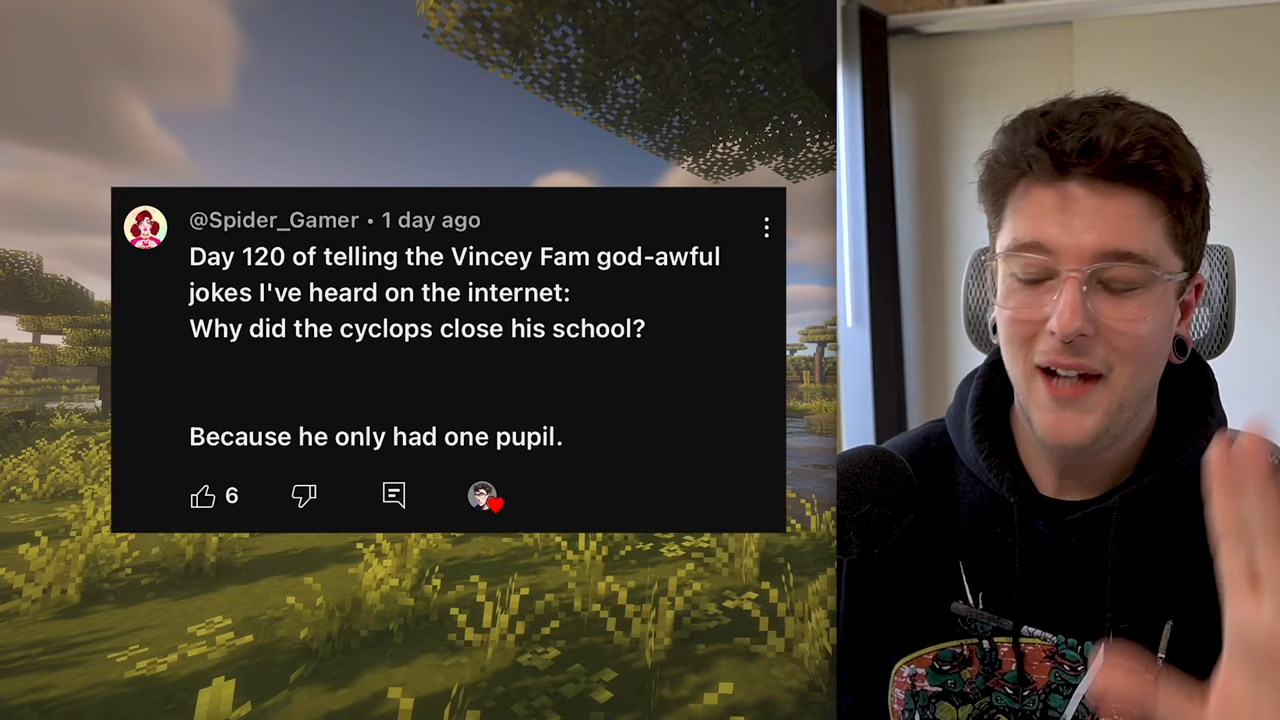 @Spider_Gamer • 1 day ago
Day 120 of telling the Vincey Fam god-awful
jokes I've heard on the internet:
Why did the cyclops close his school?
Because he only had one pupil.
6